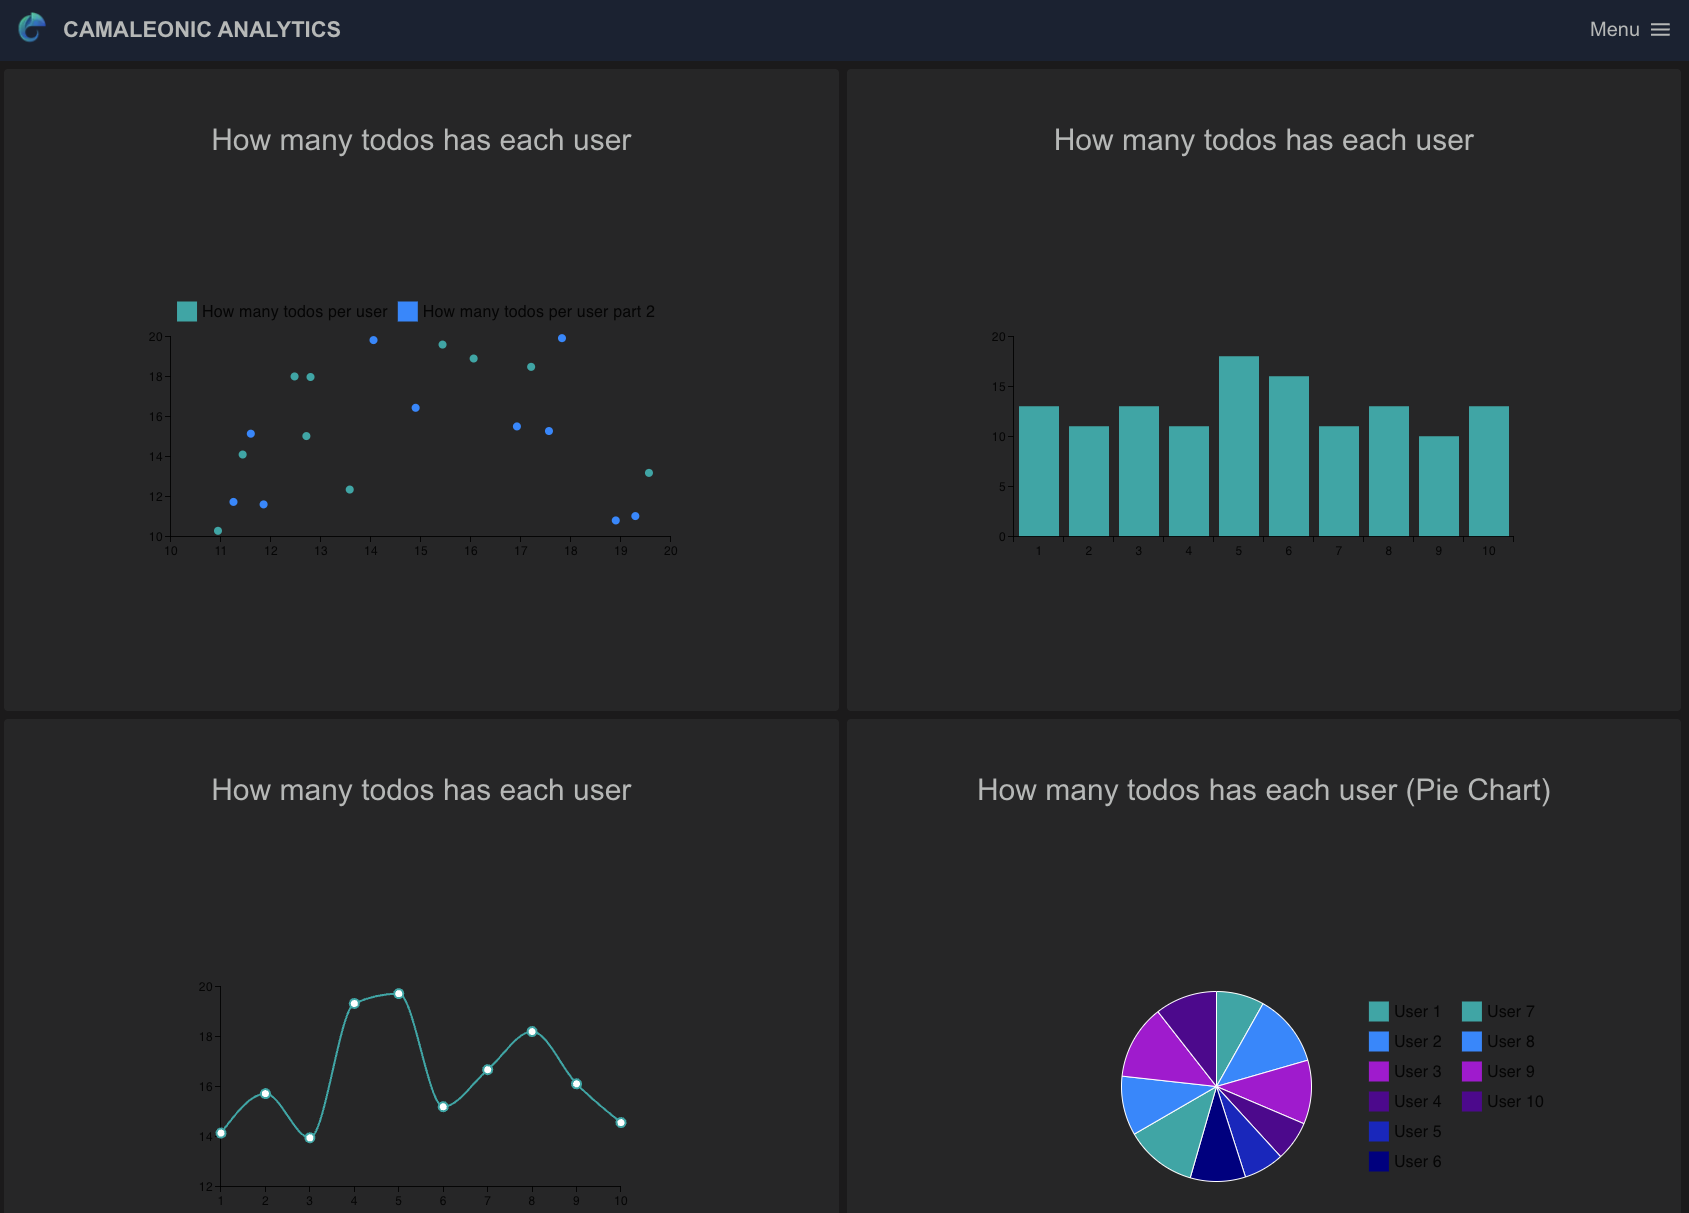 CAMALEONIC ANALYTICS
Menu
How many todos has each user
How many todos per user
How many todos per user part 2
20
18
16
14
12
10
10 11 12 13 14 15 16 17 18 19 20
How many todos has each user
20
15
10
5
0
1 2 3 4 5 6 7 8 9 10
How many todos has each user
20
18
16
14
12
1 2 3 4 5 6 7 8 9 10
How many todos has each user (Pie Chart)
User 1
User 2
User 3
User 4
User 5
User 6
User 7
User 8
User 9
User 10